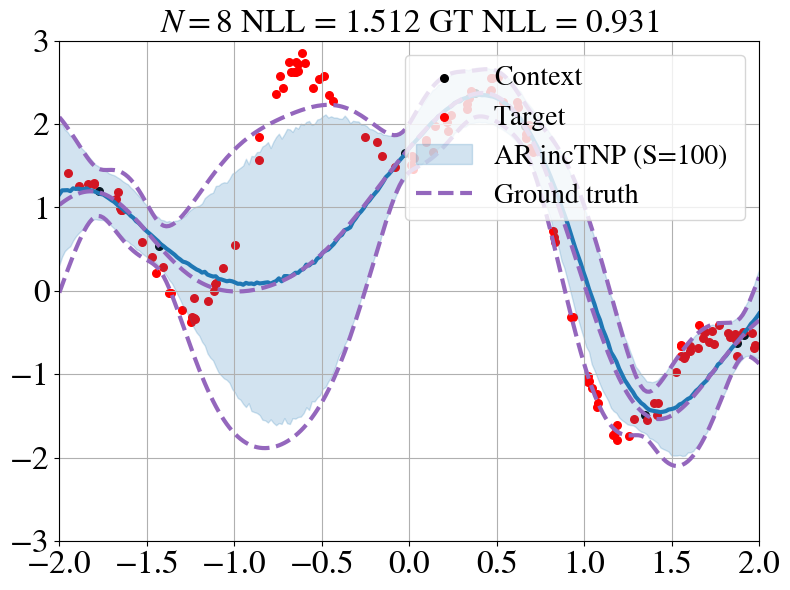 N = 8 NLL = 1.512 GT NLL = 0.931
3
2
1
0
−1
−2
−3
Context
Target
AR incTNP (S=100)
Ground truth
−2.0 −1.5 −1.0 −0.5 0.0 0.5 1.0 1.5 2.0